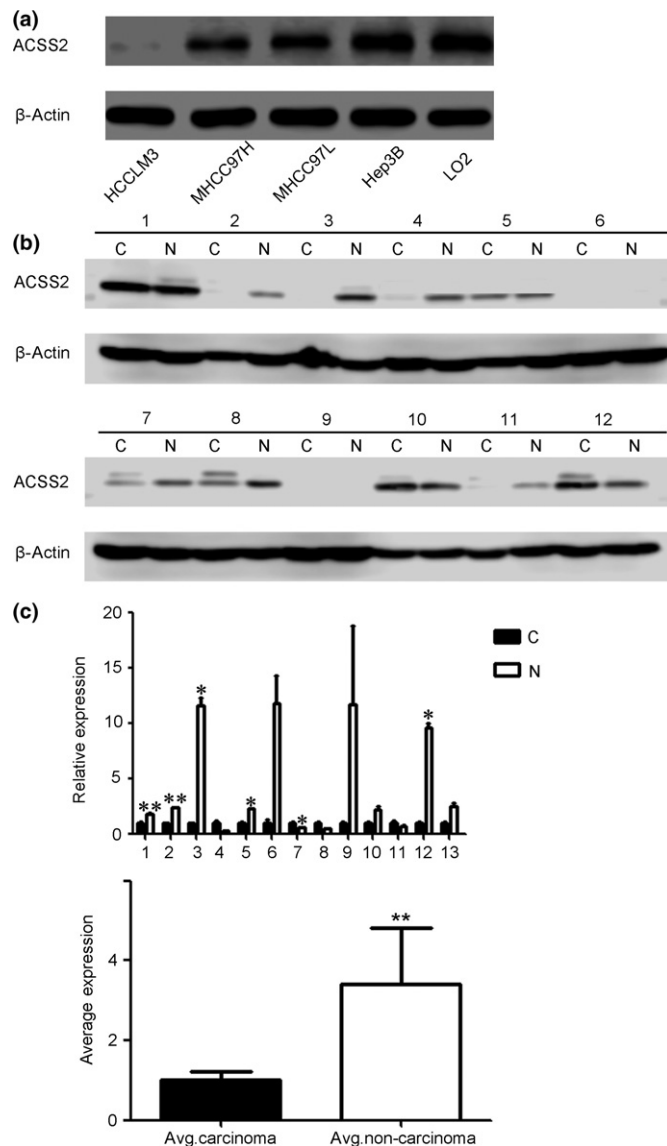 (a)
ACSS2
β-Actin
HCCLM3 MHCC97H MHCC97L Hep3B LO2
(b)
1 2 3 4 5 6
C N C N C N C N C N C N
ACSS2
β-Actin
7 8 9 10 11 12
C N C N C N C N C N C N
ACSS2
β-Actin
(c)
C
N
Relative expression
20
15
10
5
0
** ** * * * *
1 2 3 4 5 6 7 8 9 10 11 12 13
Average expression
4
2
0
**
Avg.carcinoma Avg.non-carcinoma